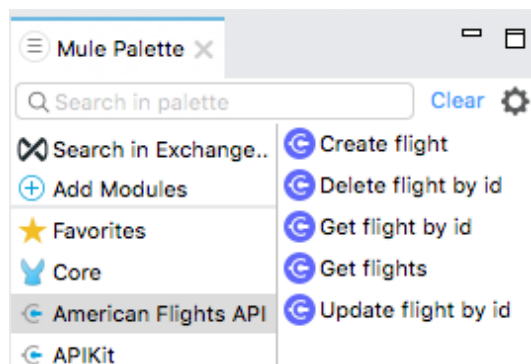 Mule Palette
Search in palette
Clear
Search in Exchange..
Add Modules
Favorites
Core
American Flights API
APIKit
Create flight
Delete flight by id
Get flight by id
Get flights
Update flight by id